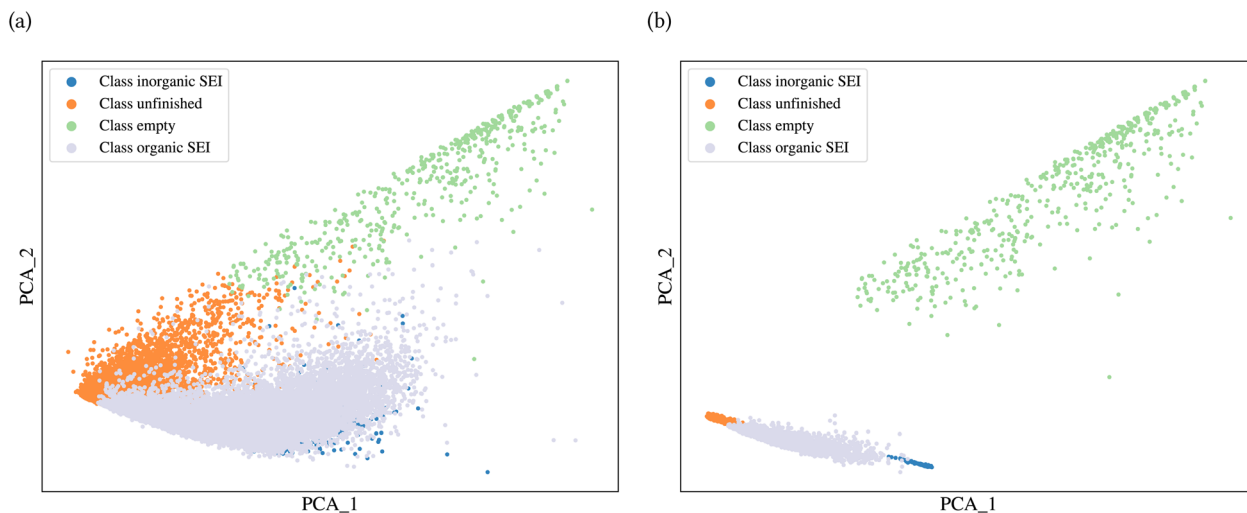 (a)
Class inorganic SEI
Class unfinished
Class empty
Class organic SEI
PCA_2
PCA_1
(b)
Class inorganic SEI
Class unfinished
Class empty
Class organic SEI
PCA_2
PCA_1